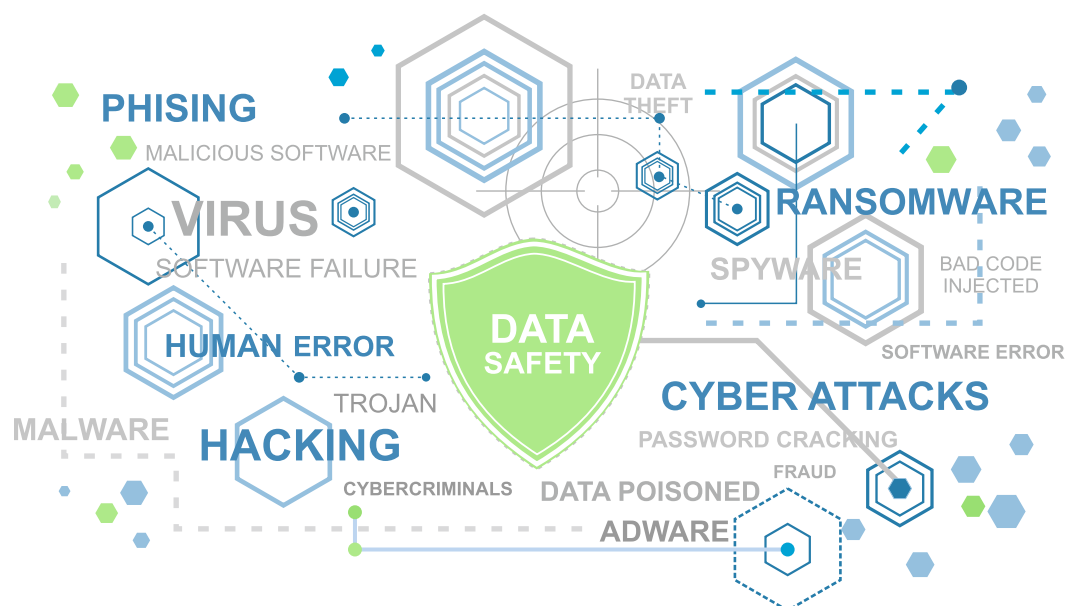 DATA
THEFT
PHISING
MALICIOUS SOFTWARE
RANSOMWARE
VIRUS
SOFTWARE FAILURE
SPYWARE
BAD CODE
INJECTED
DATA
SAFETY
HUMAN ERROR
SOFTWARE ERROR
CYBER ATTACKS
TROJAN
MALWARE
HACKING
PASSWORD CRACKING
FRAUD
CYBERCRIMINALS
DATA POISONED
ADWARE